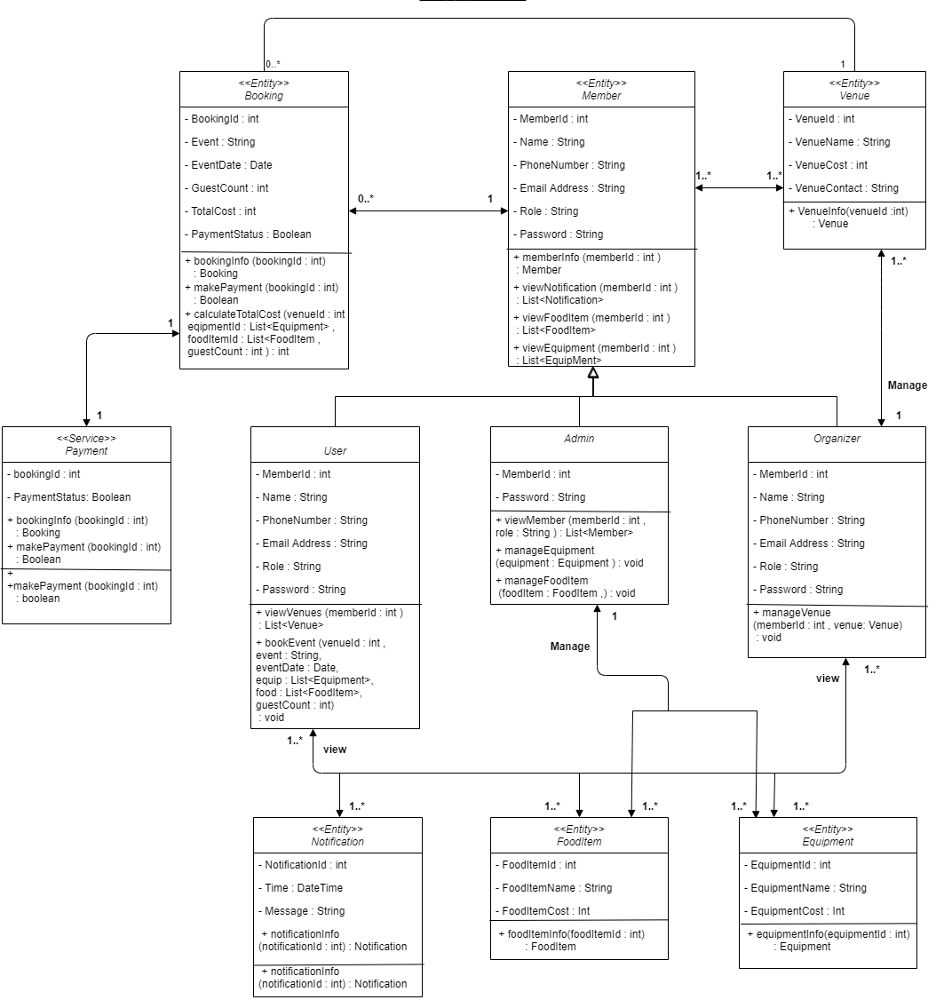 0..*
1
<<Entity>>
Booking
- BookingId : int
- Event : String
- EventDate : Date
- GuestCount : int
- TotalCost : int
- PaymentStatus : Boolean
+ bookingInfo (bookingId : int)
: Booking
+ makePayment (bookingId : int)
: Boolean
+ calculateTotalCost (venueId : int
eqipmentId : List<Equipment> ,
foodItemId : List<FoodItem ,
guestCount : int ) : int
0..*
1
<<Entity>>
Member
- MemberId : int
- Name : String
- PhoneNumber : String
- Email Address : String
- Role : String
- Password : String
+ memberInfo (memberId : int )
: Member
+ viewNotification (memberId : int )
: List<Notification>
+ viewFoodItem (memberId : int )
: List<FoodItem>
+ viewEquipment (memberId : int )
: List<EquipMent>
1..*
1..*
<<Entity>>
Venue
- VenueId : int
- VenueName : String
- VenueCost : int
- VenueContact : String
+ VenueInfo(venueId :int)
: Venue
1..*
Manage
1
1
1
<<Service>>
Payment
- bookingId : int
- PaymentStatus: Boolean
+ bookingInfo (bookingId : int)
: Booking
+ makePayment (bookingId : int)
: Boolean
+
+makePayment (bookingId : int)
: boolean
User
- MemberId : int
- Name : String
- PhoneNumber : String
- Email Address : String
- Role : String
- Password : String
+ viewVenues (memberId : int )
: List<Venue>
+ bookEvent (venueId : int ,
event : String,
eventDate : Date,
equip : List<Equipment>,
food : List<FoodItem>,
guestCount : int)
: void
Admin
- MemberId : int
- Password : String
+ viewMember (memberId : int ,
role : String ) : List<Member>
+ manageEquipment
(equipment : Equipment ) : void
+ manageFoodItem
(foodItem : FoodItem ,) : void
1
Manage
Organizer
- MemberId : int
- Name : String
- PhoneNumber : String
- Email Address : String
- Role : String
- Password : String
+ manageVenue
(memberId : int , venue: Venue)
: void
1..*
view
1..*
view
1..*
1..*
1..*
1..*
1..*
<<Entity>>
Notification
- NotificationId : int
- Time : DateTime
- Message : String
+ notificationInfo
(notificationId : int) : Notification
+ notificationInfo
(notificationId : int) : Notification
<<Entity>>
FoodItem
- FoodItemId : int
- FoodItemName : String
- FoodItemCost : Int
+ foodItemInfo(foodItemId : int)
: FoodItem
<<Entity>>
Equipment
- EquipmentId : int
- EquipmentName : String
- EquipmentCost : Int
+ equipmentInfo(equipmentId : int)
: Equipment